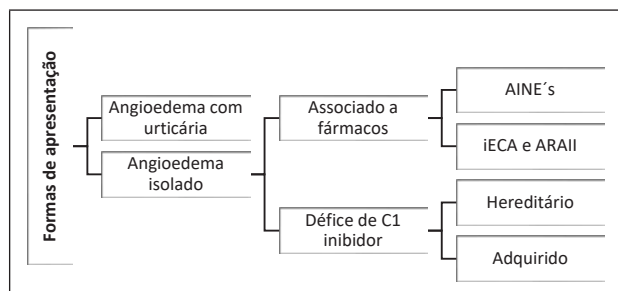 Formas de apresentação
Angioedema com
urticária
Angioedema
isolado
Associado a
fármacos
Défice de C1
inibidor
AINE´s
iECA e ARAII
Hereditário
Adquirido